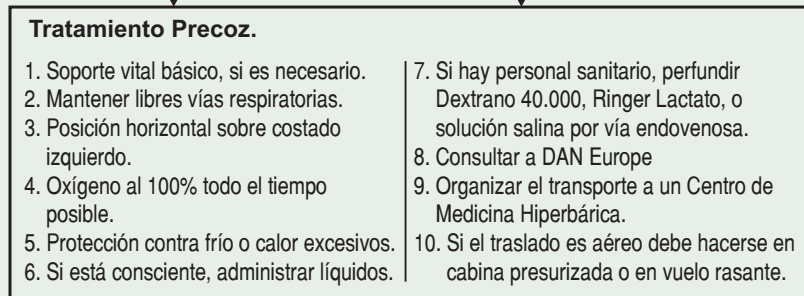 Tratamiento Precoz.
1. Soporte vital básico, si es necesario.
2. Mantener libres vías respiratorias.
3. Posición horizontal sobre costado
izquierdo.
4. Oxígeno al 100% todo el tiempo
posible.
5. Protección contra frío o calor excesivos.
6. Si está consciente, administrar líquidos.
7. Si hay personal sanitario, perfundir
Dextrano 40.000, Ringer Lactato, o
solución salina por vía endovenosa.
8. Consultar a DAN Europe
9. Organizar el transporte a un Centro de
Medicina Hiperbárica.
10. Si el traslado es aéreo debe hacerse en
cabina presurizada o en vuelo rasante.